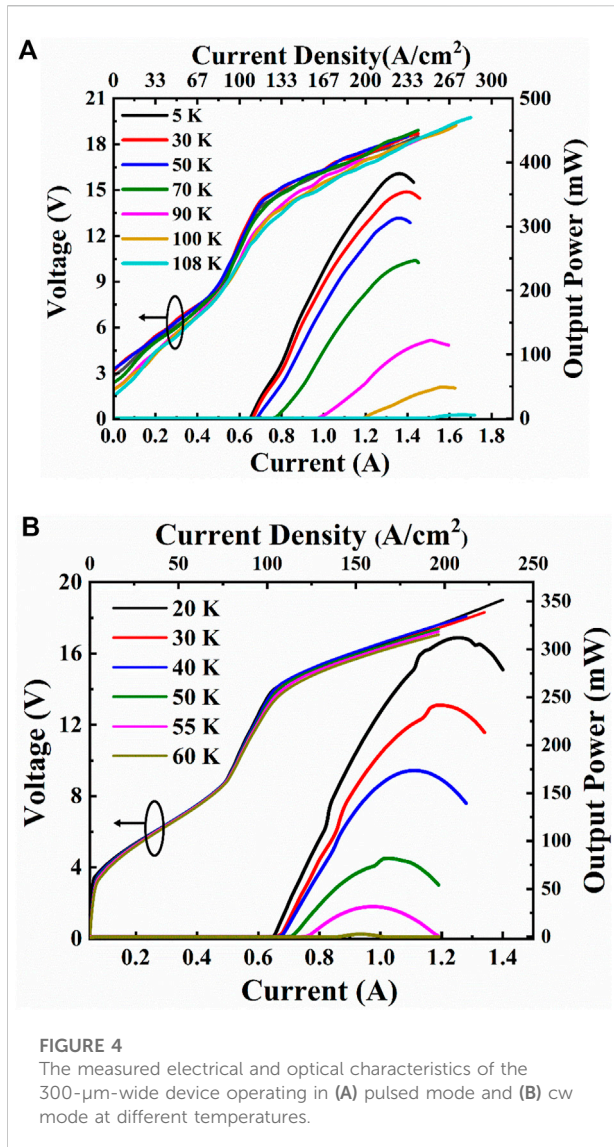 A
Current Density(A/cm²)
0 33 67 100 133 167 200 233 267 300
21
18
15
12
9
6
3
0
Voltage (V)
5 K
30 K
50 K
70 K
90 K
100 K
108 K
500
400
300
200
100
0
Output Power (mW)
0.0 0.2 0.4 0.6 0.8 1.0 1.2 1.4 1.6 1.8
Current (A)
B
Current Density (A/cm²)
0 50 100 150 200 250
20
16
12
8
4
0
Voltage (V)
20 K
30 K
40 K
50 K
55 K
60 K
350
300
250
200
150
100
50
0
Output Power (mW)
0.2 0.4 0.6 0.8 1.0 1.2 1.4
Current (A)
FIGURE 4
The measured electrical and optical characteristics of the
300-μm-wide device operating in (A) pulsed mode and (B) cw
mode at different temperatures.